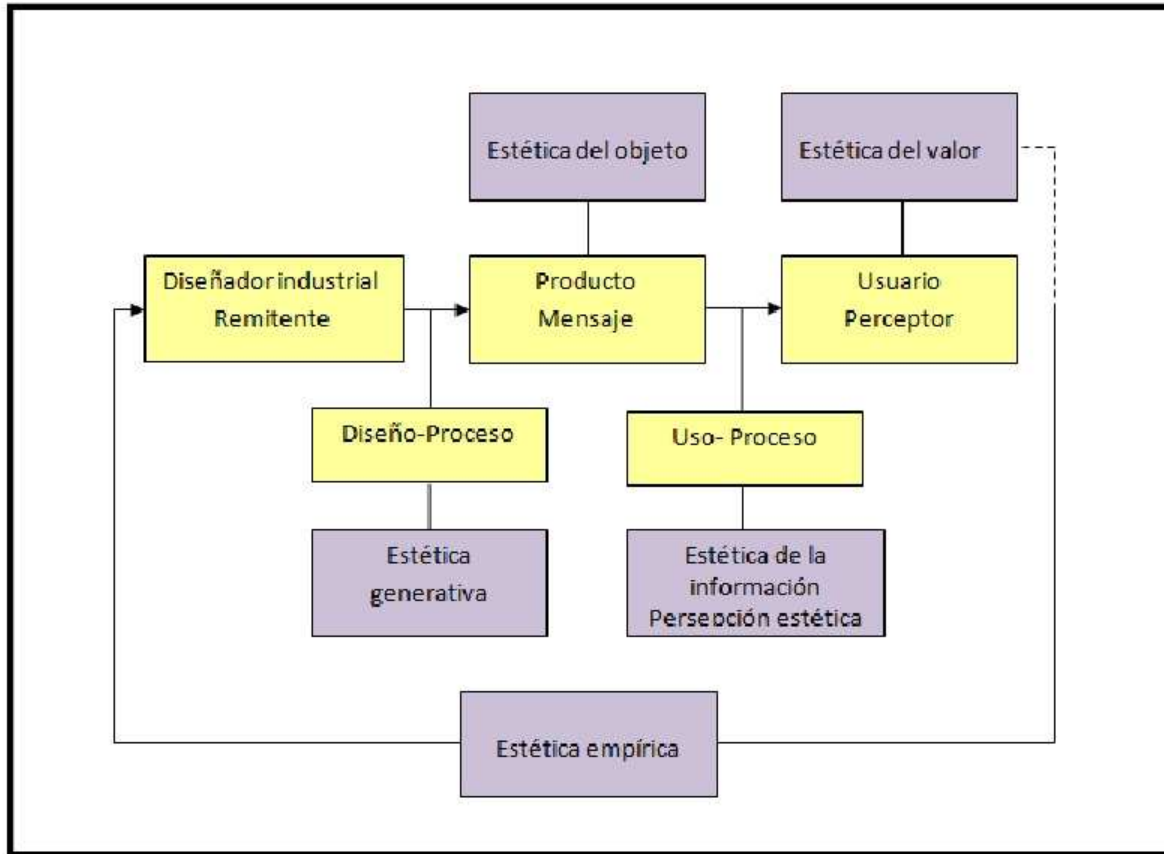 Estética del objeto
Estética del valor
Diseñador industrial
Remitente
Producto
Mensaje
Usuario
Perceptor
Diseño-Proceso
Uso- Proceso
Estética
generativa
Estética de la
información
Persepción estética
Estética empírica